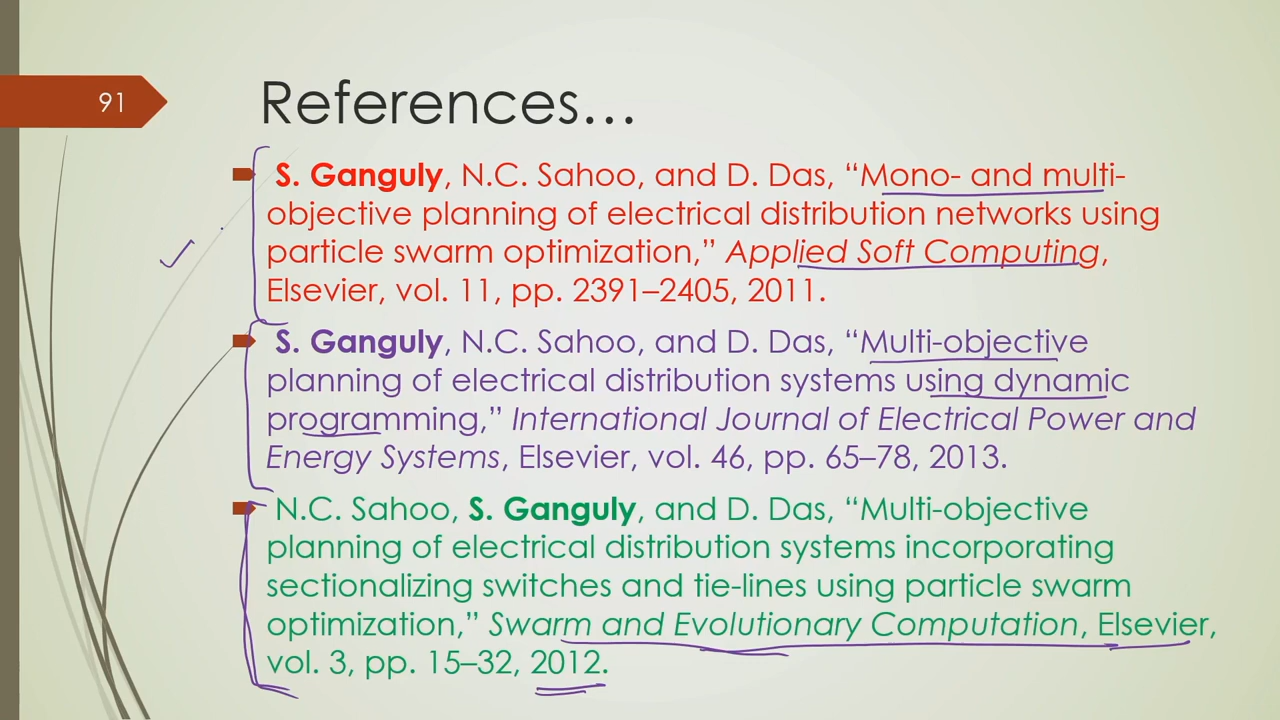 91
References…
S. Ganguly, N.C. Sahoo, and D. Das, “Mono- and multi-
objective planning of electrical distribution networks using
particle swarm optimization,” Applied Soft Computing,
Elsevier, vol. 11, pp. 2391–2405, 2011.
S. Ganguly, N.C. Sahoo, and D. Das, “Multi-objective
planning of electrical distribution systems using dynamic
programming,” International Journal of Electrical Power and
Energy Systems, Elsevier, vol. 46, pp. 65–78, 2013.
N.C. Sahoo, S. Ganguly, and D. Das, “Multi-objective
planning of electrical distribution systems incorporating
sectionalizing switches and tie-lines using particle swarm
optimization,” Swarm and Evolutionary Computation, Elsevier,
vol. 3, pp. 15–32, 2012.